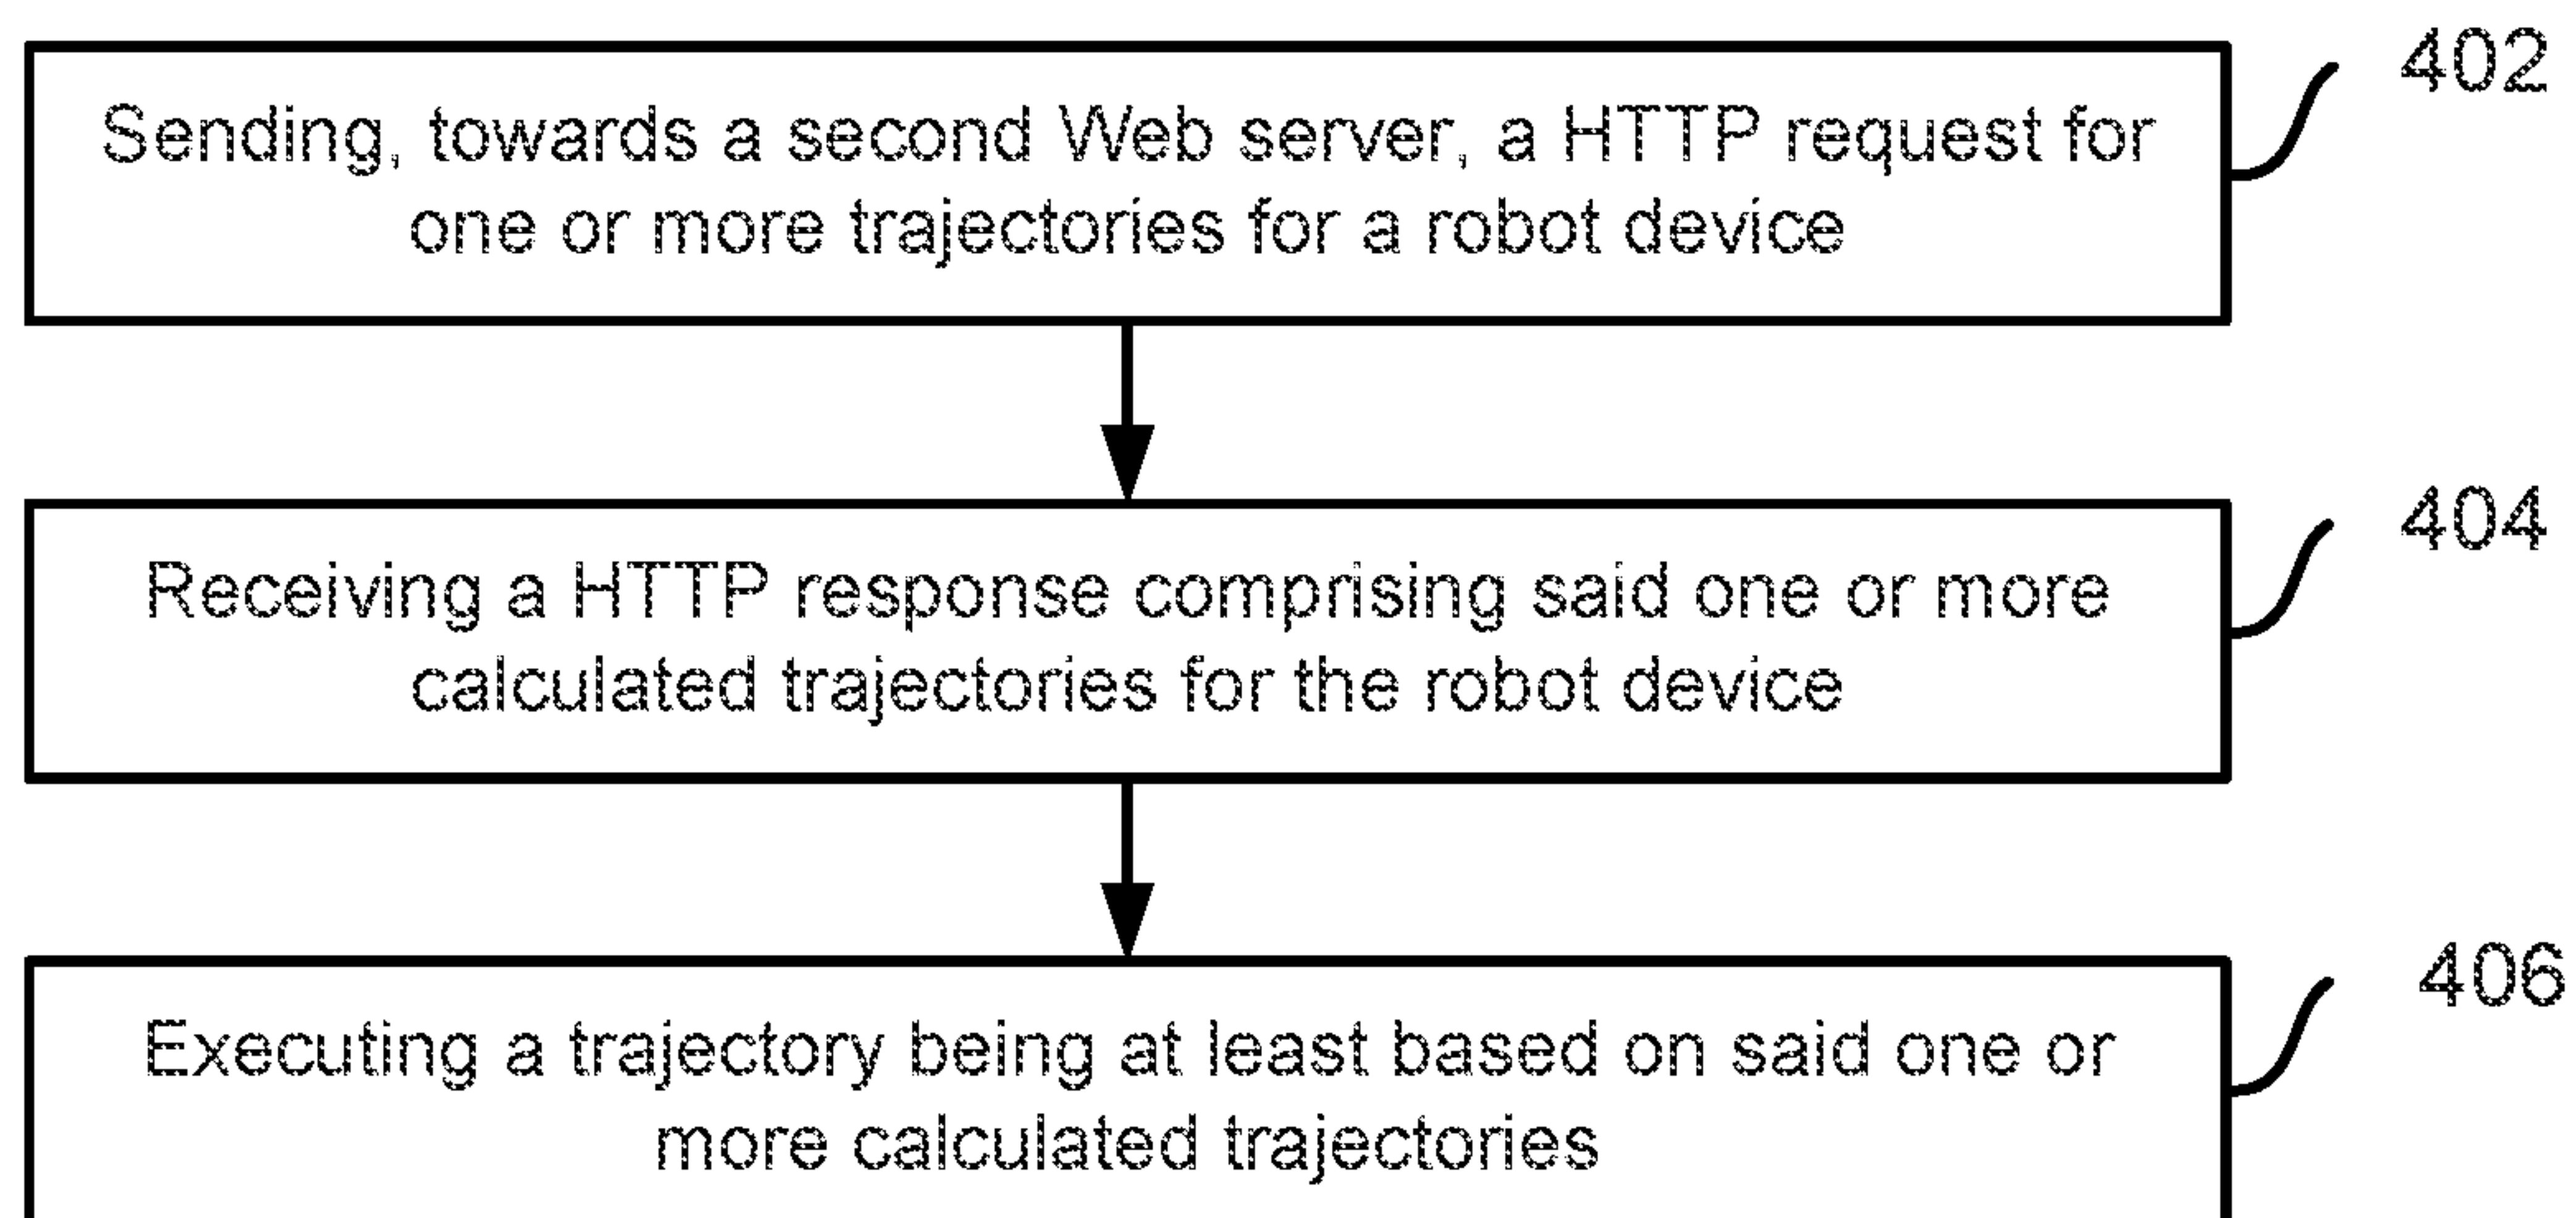 402
Sending, towards a second Web server, a HTTP request for
one or more trajectories for a robot device
404
Receiving a HTTP response comprising said one or more
calculated trajectories for the robot device
406
Executing a trajectory being at least based on said one or
more calculated trajectories